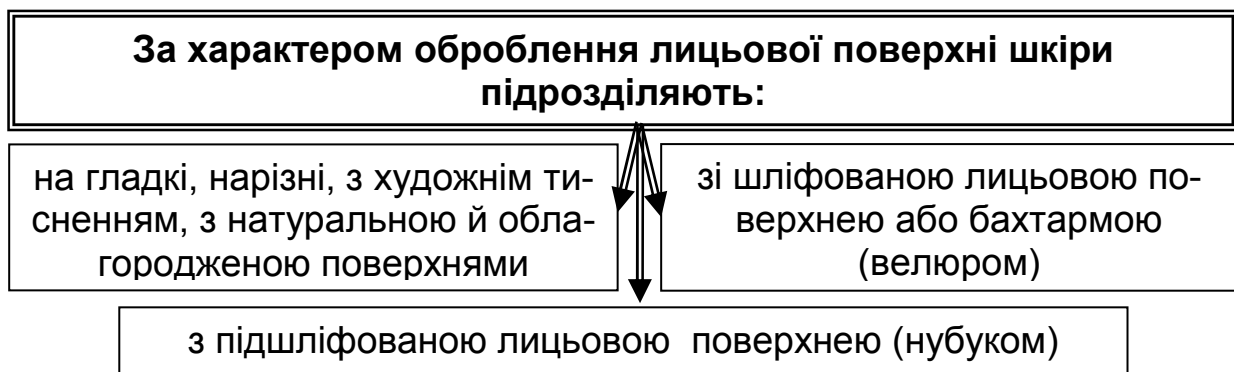 За характером оброблення лицьової поверхні шкіри
підрозділяють:
на гладкі, нарізні, з художнім ти-
сненням, з натуральною й обла-
городженою поверхнями
зі шліфованою лицьовою по-
верхнею або бахтармою
(велюром)
з підшліфованою лицьовою поверхнею (нубуком)